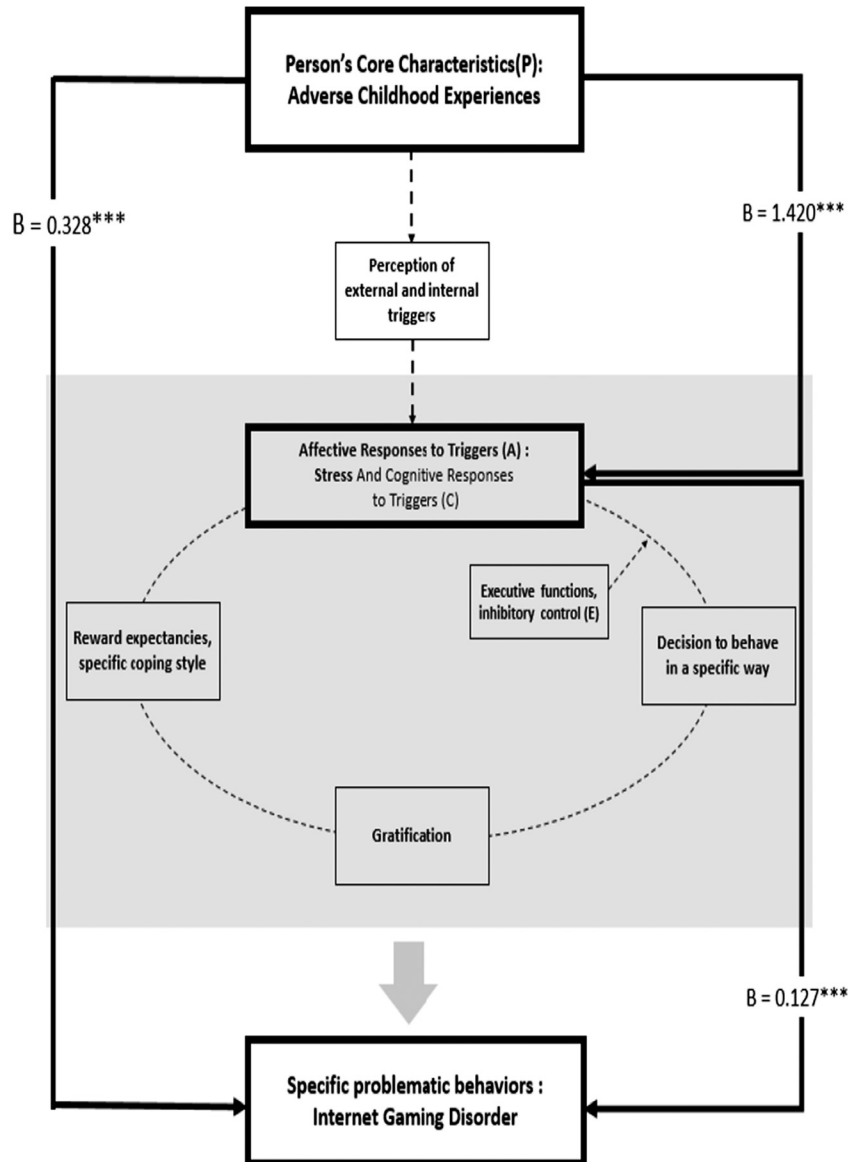 Person's Core Characteristics(P):
Adverse Childhood Experiences
B = 0.328***
B = 1.420***
Perception of
external and internal
triggers
Affective Responses to Triggers (A) :
Stress And Cognitive Responses
to Triggers (C)
Executive functions,
inhibitory control (E)
Reward expectancies,
specific coping style
Decision to behave
in a specific way
Gratification
B = 0.127***
Specific problematic behaviors :
Internet Gaming Disorder